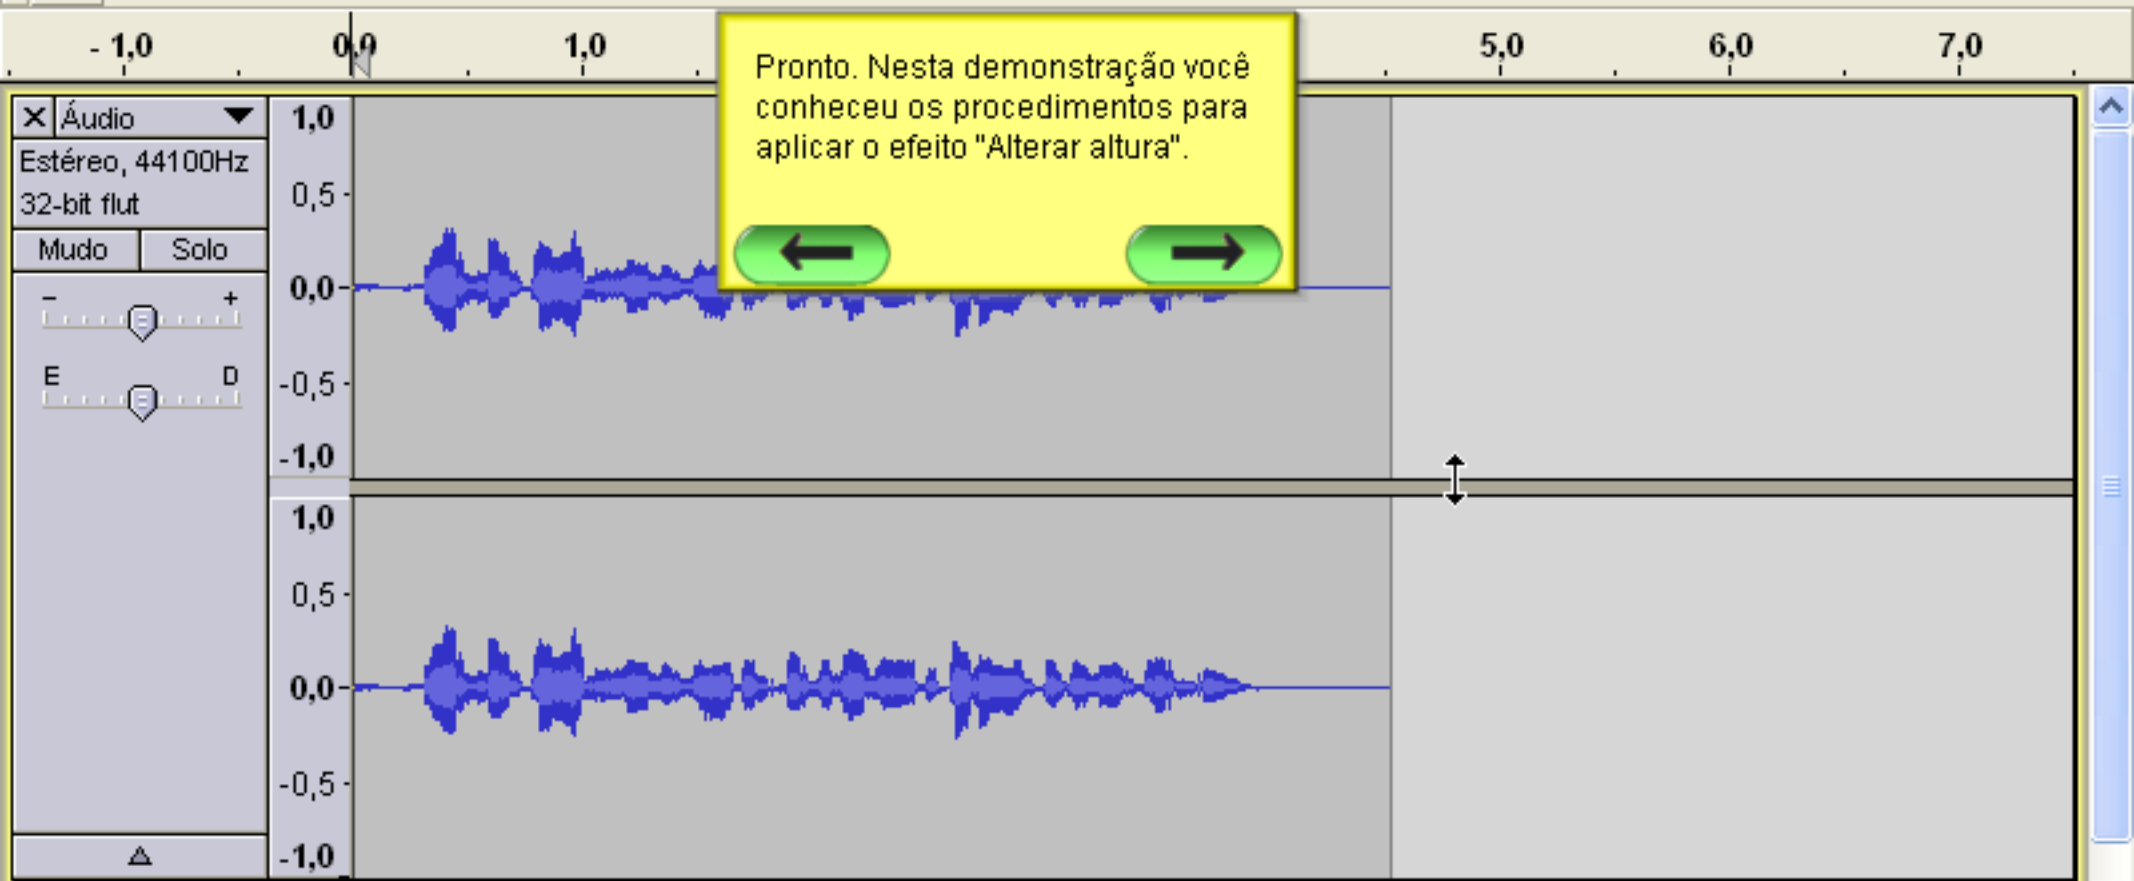 - 1,0 0,0 1,0 5,0 6,0 7,0
Pronto. Nesta demonstração você
conheceu os procedimentos para
aplicar o efeito "Alterar altura".
Áudio
Estéreo, 44100Hz
32-bit flut
Mudo Solo
- +
E D
1,0
0,5
0,0
-0,5
-1,0
1,0
0,5
0,0
-0,5
-1,0